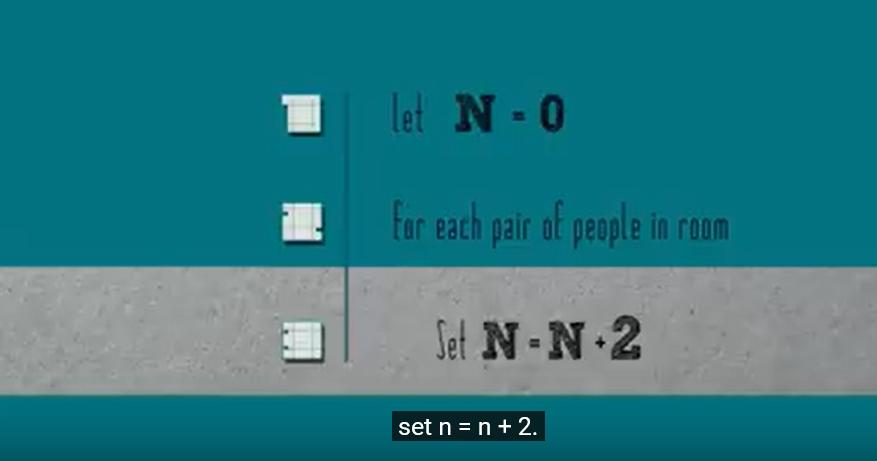 let N = 0
For each pair of people in room
Set N = N + 2
set n = n + 2.